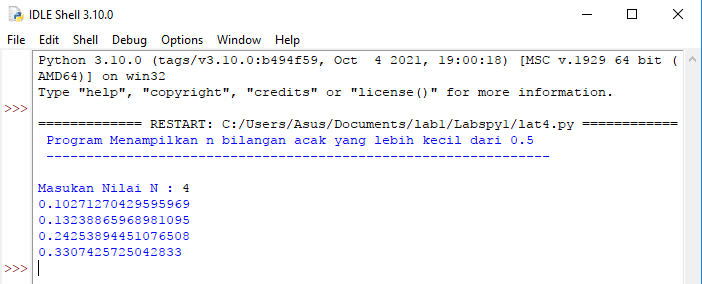 IDLE Shell 3.10.0
File Edit Shell Debug Options Window Help
Python 3.10.0 (tags/v3.10.0:b494f59, Oct  4 2021, 19:00:18) [MSC v.1929 64 bit (
AMD64)] on win32
Type "help", "copyright", "credits" or "license()" for more information.
>>>
============= RESTART: C:/Users/Asus/Documents/lab1/Labspy1/lat4.py ============
Program Menampilkan n bilangan acak yang lebih kecil dari 0.5
---------------------------------------------------------------
Masukan Nilai N : 4
0.10271270429595969
0.13238865968981095
0.24253894451076508
0.3307425725042833
>>>